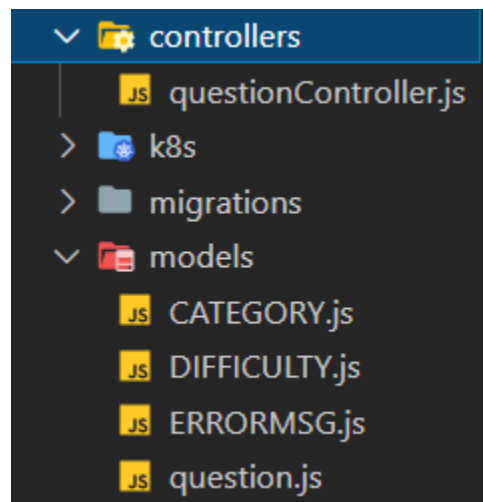 controllers
JS questionController.js
k8s
migrations
models
JS CATEGORY.js
JS DIFFICULTY.js
JS ERRORMSG.js
JS question.js